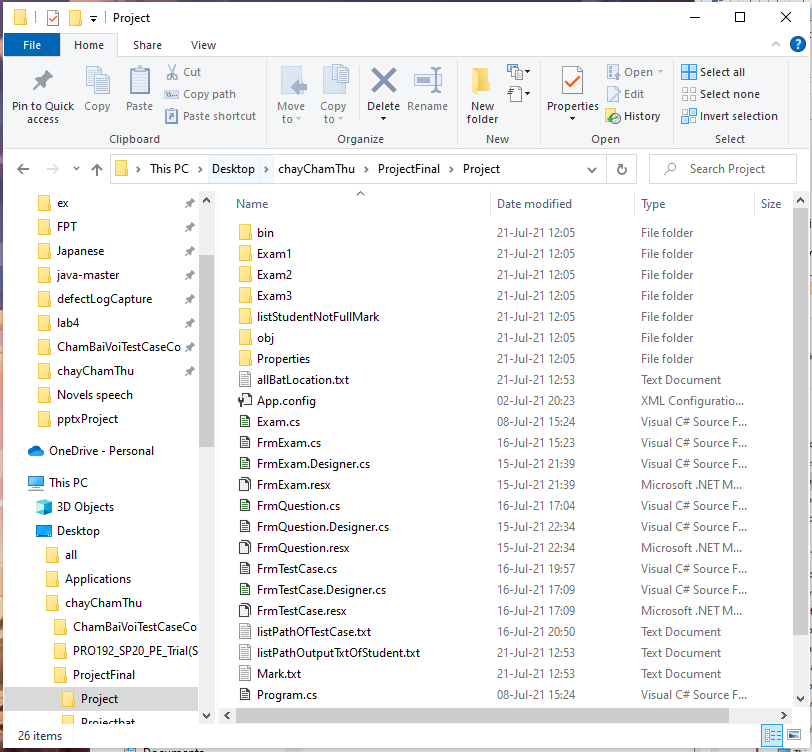 Project
File Home Share View
Pin to Quick access
Copy
Paste
Cut
Copy path
Paste shortcut
Clipboard
Move to
Copy to
Delete
Rename
Organize
New folder
New
Properties
Open
Edit
History
Open
Select all
Select none
Invert selection
Select
This PC Desktop chayChamThu ProjectFinal Project
Search Project
ex
FPT
Japanese
java-master
defectLogCapture
lab4
ChamBaiVoiTestCaseCo
chayChamThu
Novels speech
pptxProject
OneDrive - Personal
This PC
3D Objects
Desktop
all
Applications
chayChamThu
ChamBaiVoiTestCaseCo
PRO192_SP20_PE_Trial(S
ProjectFinal
Project
Projecthat
Name Date modified Type Size
bin 21-Jul-21 12:05 File folder
Exam1 21-Jul-21 12:05 File folder
Exam2 21-Jul-21 12:05 File folder
Exam3 21-Jul-21 12:05 File folder
listStudentNotFullMark 21-Jul-21 12:05 File folder
obj 21-Jul-21 12:05 File folder
Properties 21-Jul-21 12:05 File folder
allBatLocation.txt 21-Jul-21 12:53 Text Document
App.config 02-Jul-21 20:23 XML Configuratio...
Exam.cs 08-Jul-21 15:24 Visual C# Source F...
FrmExam.cs 16-Jul-21 15:23 Visual C# Source F...
FrmExam.Designer.cs 15-Jul-21 21:39 Visual C# Source F...
FrmExam.resx 15-Jul-21 21:39 Microsoft .NET M...
FrmQuestion.cs 16-Jul-21 17:04 Visual C# Source F...
FrmQuestion.Designer.cs 15-Jul-21 22:34 Visual C# Source F...
FrmQuestion.resx 15-Jul-21 22:34 Microsoft .NET M...
FrmTestCase.cs 16-Jul-21 19:57 Visual C# Source F...
FrmTestCase.Designer.cs 16-Jul-21 17:09 Visual C# Source F...
FrmTestCase.resx 16-Jul-21 17:09 Microsoft .NET M...
listPathOfTestCase.txt 16-Jul-21 20:50 Text Document
listPathOutputTxtOfStudent.txt 21-Jul-21 12:53 Text Document
Mark.txt 21-Jul-21 12:53 Text Document
Program.cs 08-Jul-21 15:24 Visual C# Source F...
26 items